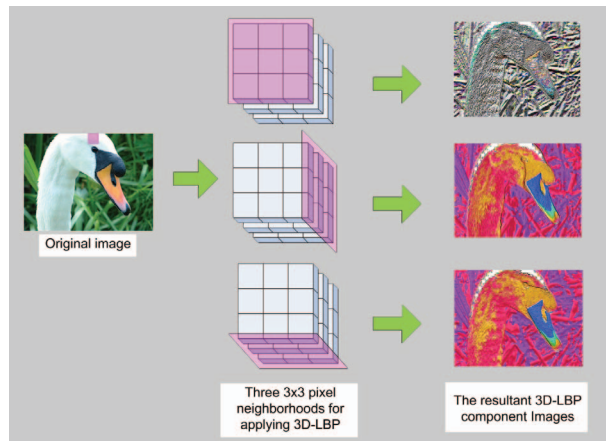 Original image
Three 3x3 pixel
neighborhoods for
applying 3D-LBP
The resultant 3D-LBP
component Images